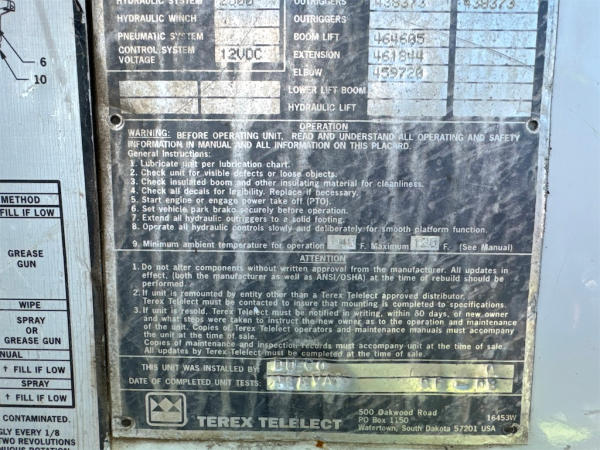 HYDRAULIC SYSTEM
HYDRAULIC WINCH
PNEUMATIC SYSTEM
CONTROL SYSTEM
VOLTAGE 12VDC
OUTRIGGERS 438373 438373
OUTRIGGERS
BOOM LIFT 464605
EXTENSION 461844
ELBOW 459720
LOWER LIFT BOOM
HYDRAULIC LIFT
6
10
OPERATION
WARNING: BEFORE OPERATING UNIT, READ AND UNDERSTAND ALL OPERATING AND SAFETY
INFORMATION IN MANUAL AND ALL INFORMATION ON THIS PLACARD.
General Instructions:
1. Lubricate unit per lubrication chart.
2. Check unit for visible defects or loose objects.
3. Check insulated boom and other insulating material for cleanliness.
4. Check all decals for legibility. Replace if necessary.
5. Start engine or engage power take off (PTO).
6. Set vehicle park brake securely before operation.
7. Extend all hydraulic outriggers to a solid footing.
8. Operate all hydraulic controls slowly and deliberately for smooth platform function.
9. Minimum ambient temperature for operation F. Maximum F. (See Manual)
ATTENTION
1. Do not alter components without written approval from the manufacturer. All updates in
effect, (both the manufacturer as well as ANSI/OSHA) at the time of rebuild should be
performed.
2. If unit is remounted by entity other than a Terex Telelect approved distributor
Terex Telelect must be contacted to insure that mounting is completed to specifications.
3. If unit is resold, Terex Telelect must be notified in writing, within 60 days, of new owner
and what steps were taken to instruct the new owner as to the operation and maintenance
of the unit. Copies of Terex Telelect operators and maintenance manuals must accompany
the unit at the time of sale.
Copies of maintenance and inspection records must accompany unit at time of sale.
All updates by Terex Telelect must be completed at the time of sale.
THIS UNIT WAS INSTALLED BY:
DATE OF COMPLETED UNIT TESTS:
TEREX TELELECT
500 Oakwood Road
PO Box 1150
Watertown, South Dakota 57201 USA
16453W
METHOD
FILL IF LOW
GREASE
GUN
WIPE
SPRAY
OR
GREASE GUN
† FILL IF LOW
SPRAY
† FILL IF LOW
CONTAMINATED.
EVERY 1/8
TWO REVOLUTIONS